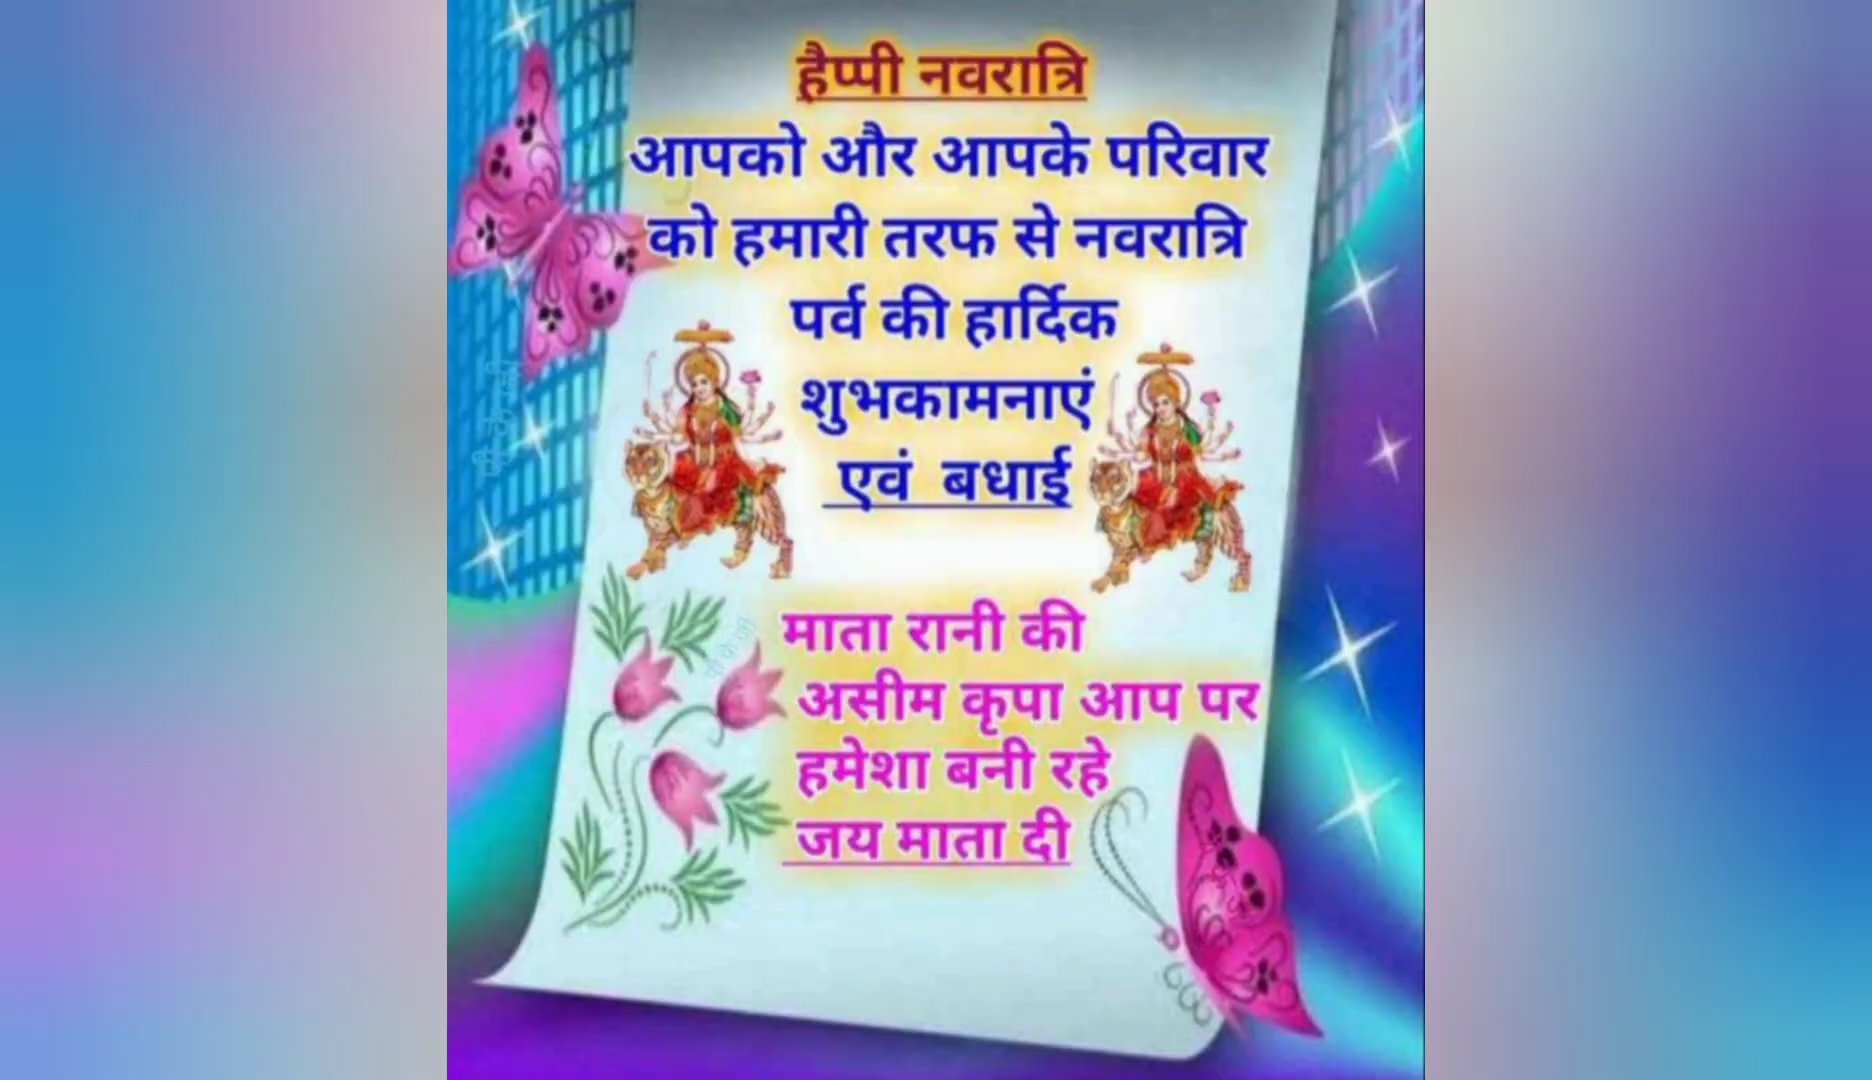 हैप्पी नवरात्रि
आपको और आपके परिवार
को हमारी तरफ से नवरात्रि
पर्व की हार्दिक
शुभकामनाएं
एवं बधाई
माता रानी की
असीम कृपा आप पर
हमेशा बनी रहे
जय माता दी